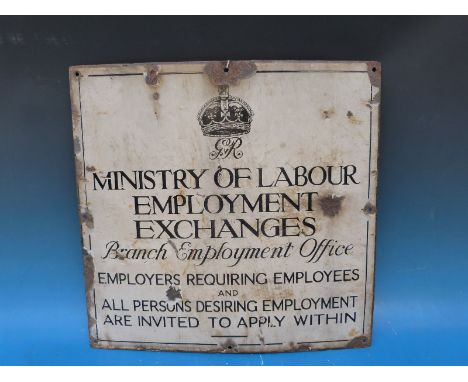 GR
MINISTRY OF LABOUR
EMPLOYMENT
EXCHANGES
Branch Employment Office
EMPLOYERS REQUIRING EMPLOYEES
AND
ALL PERSONS DESIRING EMPLOYMENT
ARE INVITED TO APPLY WITHIN